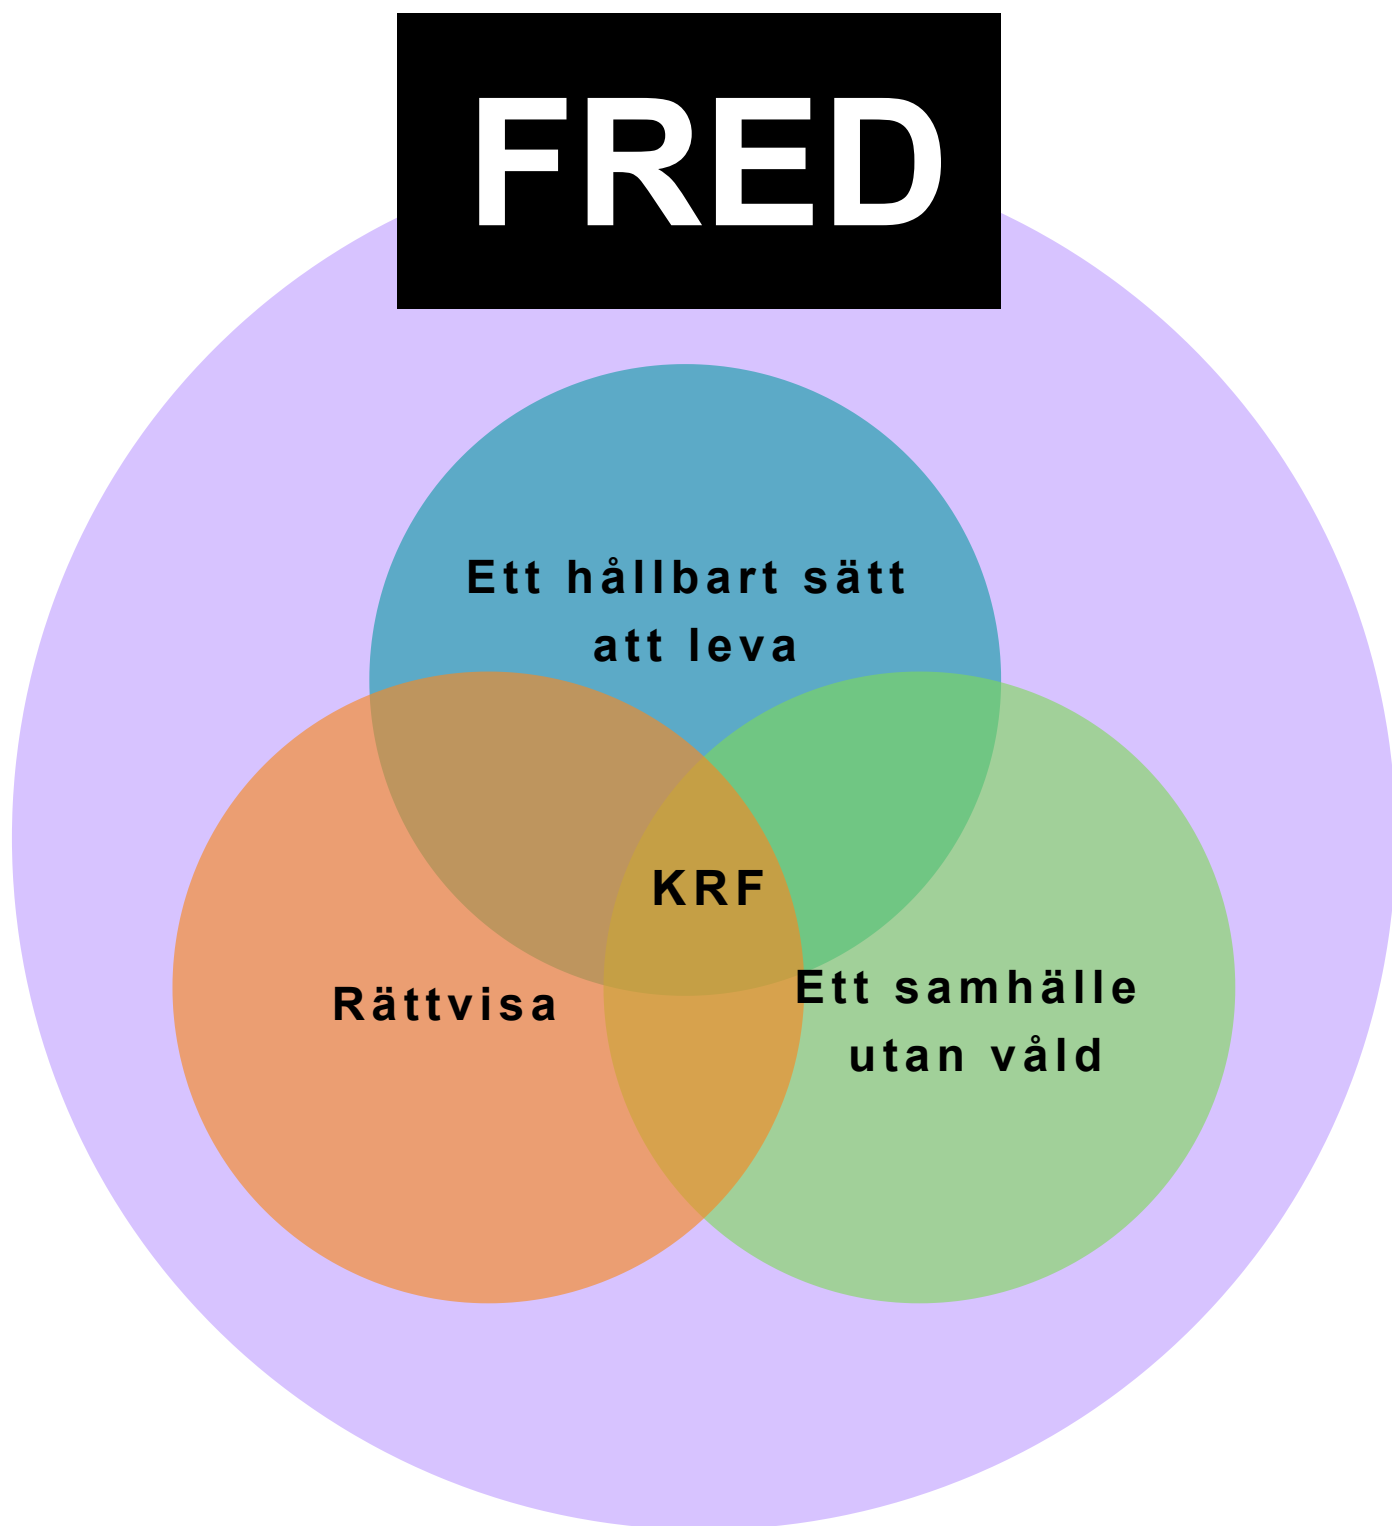 FRED
Ett hållbart sätt
att leva
KRF
Rättvisa
Ett samhälle
utan våld